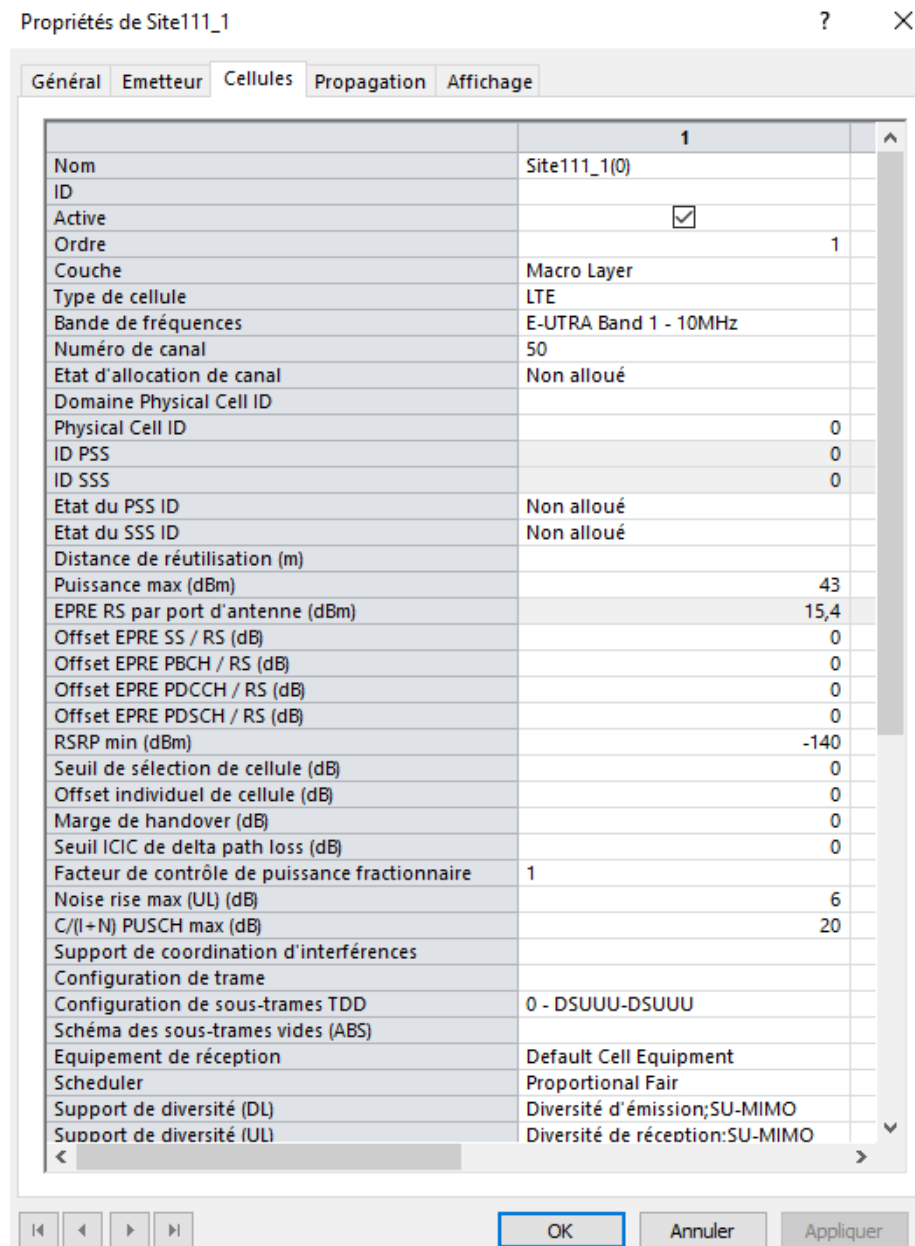 Propriétés de Site111_1 ? ×
Général Emetteur Cellules Propagation Affichage
1
Nom Site111_1(0)
ID
Active
Ordre 1
Couche Macro Layer
Type de cellule LTE
Bande de fréquences E-UTRA Band 1 - 10MHz
Numéro de canal 50
Etat d'allocation de canal Non alloué
Domaine Physical Cell ID
Physical Cell ID 0
ID PSS 0
ID SSS 0
Etat du PSS ID Non alloué
Etat du SSS ID Non alloué
Distance de réutilisation (m)
Puissance max (dBm) 43
EPRE RS par port d'antenne (dBm) 15,4
Offset EPRE SS / RS (dB) 0
Offset EPRE PBCH / RS (dB) 0
Offset EPRE PDCCH / RS (dB) 0
Offset EPRE PDSCH / RS (dB) 0
RSRP min (dBm) -140
Seuil de sélection de cellule (dB) 0
Offset individuel de cellule (dB) 0
Marge de handover (dB) 0
Seuil ICIC de delta path loss (dB) 0
Facteur de contrôle de puissance fractionnaire 1
Noise rise max (UL) (dB) 6
C/(I+N) PUSCH max (dB) 20
Support de coordination d'interférences
Configuration de trame
Configuration de sous-trames TDD 0 - DSUUU-DSUUU
Schéma des sous-trames vides (ABS)
Equipement de réception Default Cell Equipment
Scheduler Proportional Fair
Support de diversité (DL) Diversité d'émission;SU-MIMO
Support de diversité (UL) Diversité de réception;SU-MIMO
OK Annuler Appliquer